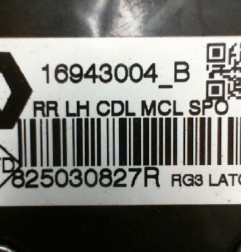 16943004_B
RR LH CDL MCL SPO
825030827R RG3 LATC